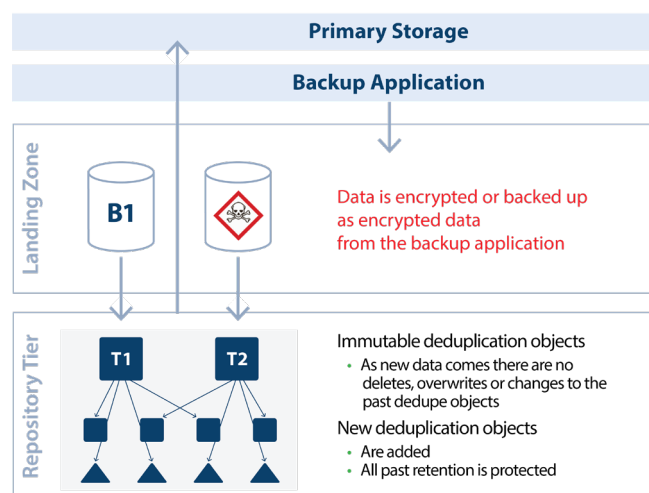 Primary Storage
Backup Application
Landing Zone
B1
Data is encrypted or backed up
as encrypted data
from the backup application
Repository Tier
T1
T2
Immutable deduplication objects
• As new data comes there are no
deletes, overwrites or changes to the
past dedupe objects
New deduplication objects
• Are added
• All past retention is protected